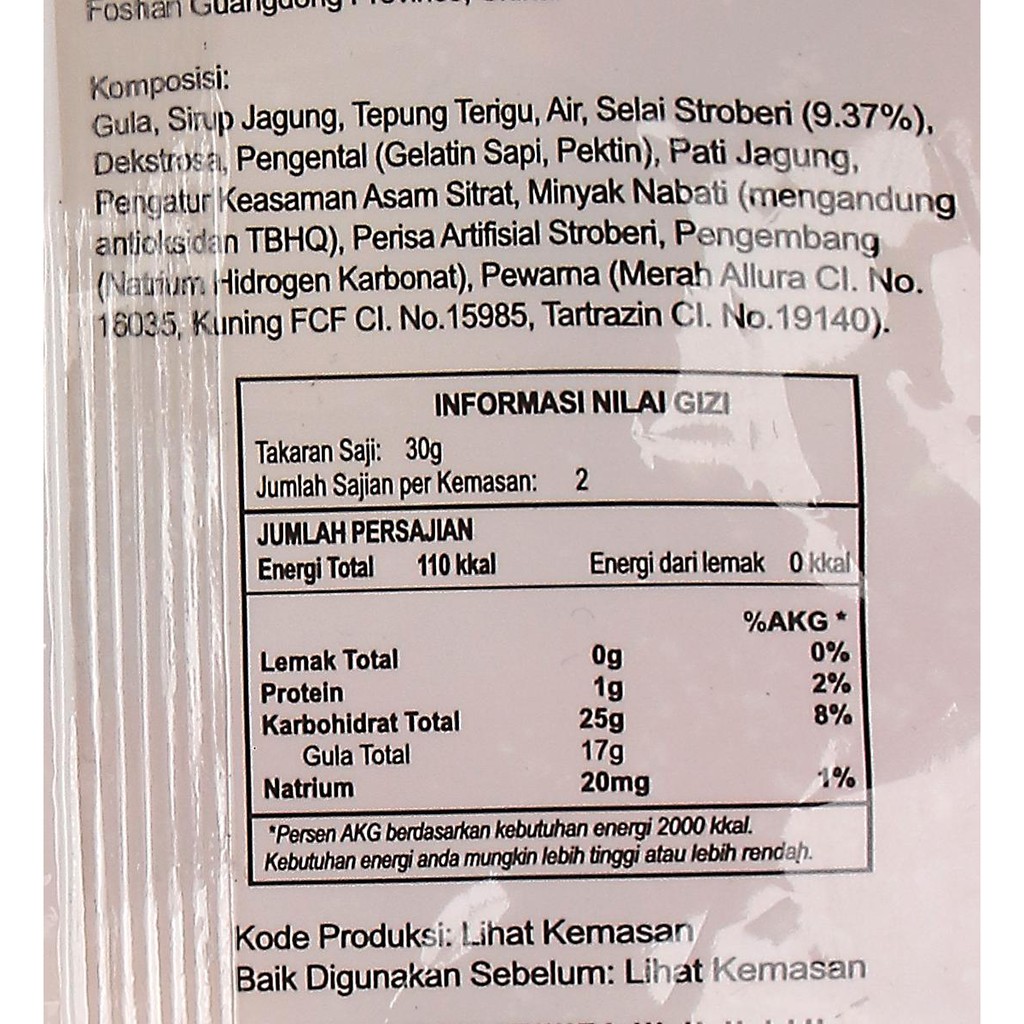 Foshan Guangdong Province,
Komposisi:
Gula, Sirup Jagung, Tepung Terigu, Air, Selai Stroberi (9.37%),
Dekstrosa, Pengental (Gelatin Sapi, Pektin), Pati Jagung,
Pengatur Keasaman Asam Sitrat, Minyak Nabati (mengandung
antioksidan TBHQ), Perisa Artifisial Stroberi, Pengembang
(Natrium Hidrogen Karbonat), Pewarna (Merah Allura CI. No.
16035, Kuning FCF CI. No.15985, Tartrazin CI. No.19140).
INFORMASI NILAI GIZI
Takaran Saji: 30g
Jumlah Sajian per Kemasan: 2
JUMLAH PERSAJIAN
Energi Total 110 kkal Energi dari lemak 0 kkal
%AKG *
Lemak Total 0g 0%
Protein 1g 2%
Karbohidrat Total 25g 8%
Gula Total 17g
Natrium 20mg 1%
*Persen AKG berdasarkan kebutuhan energi 2000 kkal.
Kebutuhan energi anda mungkin lebih tinggi atau lebih rendah.
Kode Produksi: Lihat Kemasan
Baik Digunakan Sebelum: Lihat Kemasan